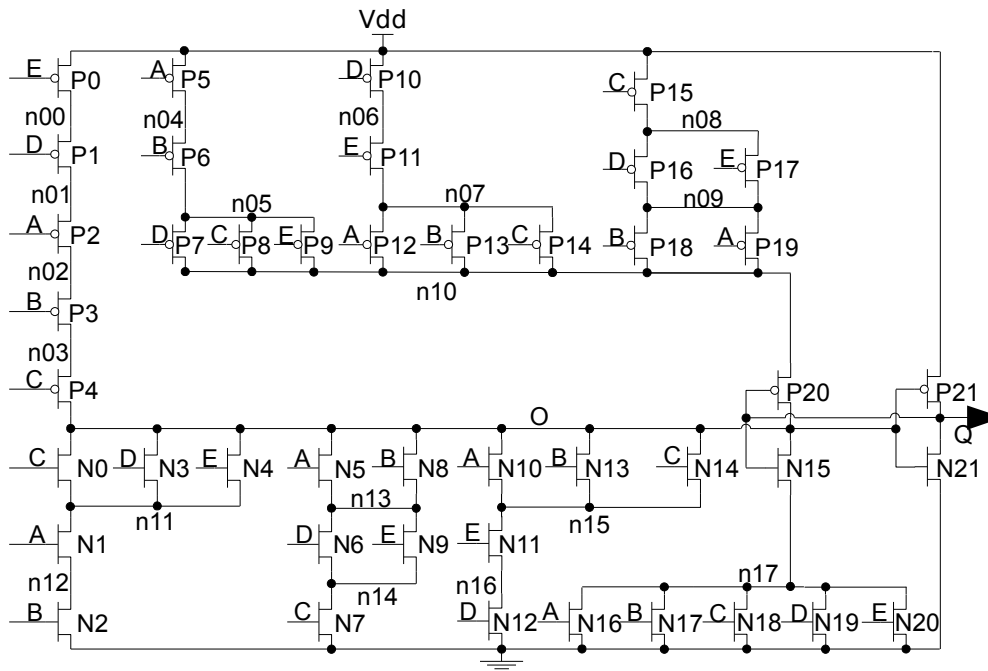 Vdd
E P0 A P5 D P10 C P15
n00 n04 n06 n08
D P1 B P6 E P11 D P16 E P17
n01 n05 n07 n09
A P2 D P7 C P8 E P9 A P12 B P13 C P14 B P18 A P19
n02 n10
B P3
n03
C P4 P20 P21
O Q
C N0 D N3 E N4 A N5 B N8 A N10 B N13 C N14 N15 N21
n11 n13 n15
A N1 D N6 E N9 E N11
n12 n14 n16 n17
B N2 C N7 D N12 A N16 B N17 C N18 D N19 E N20